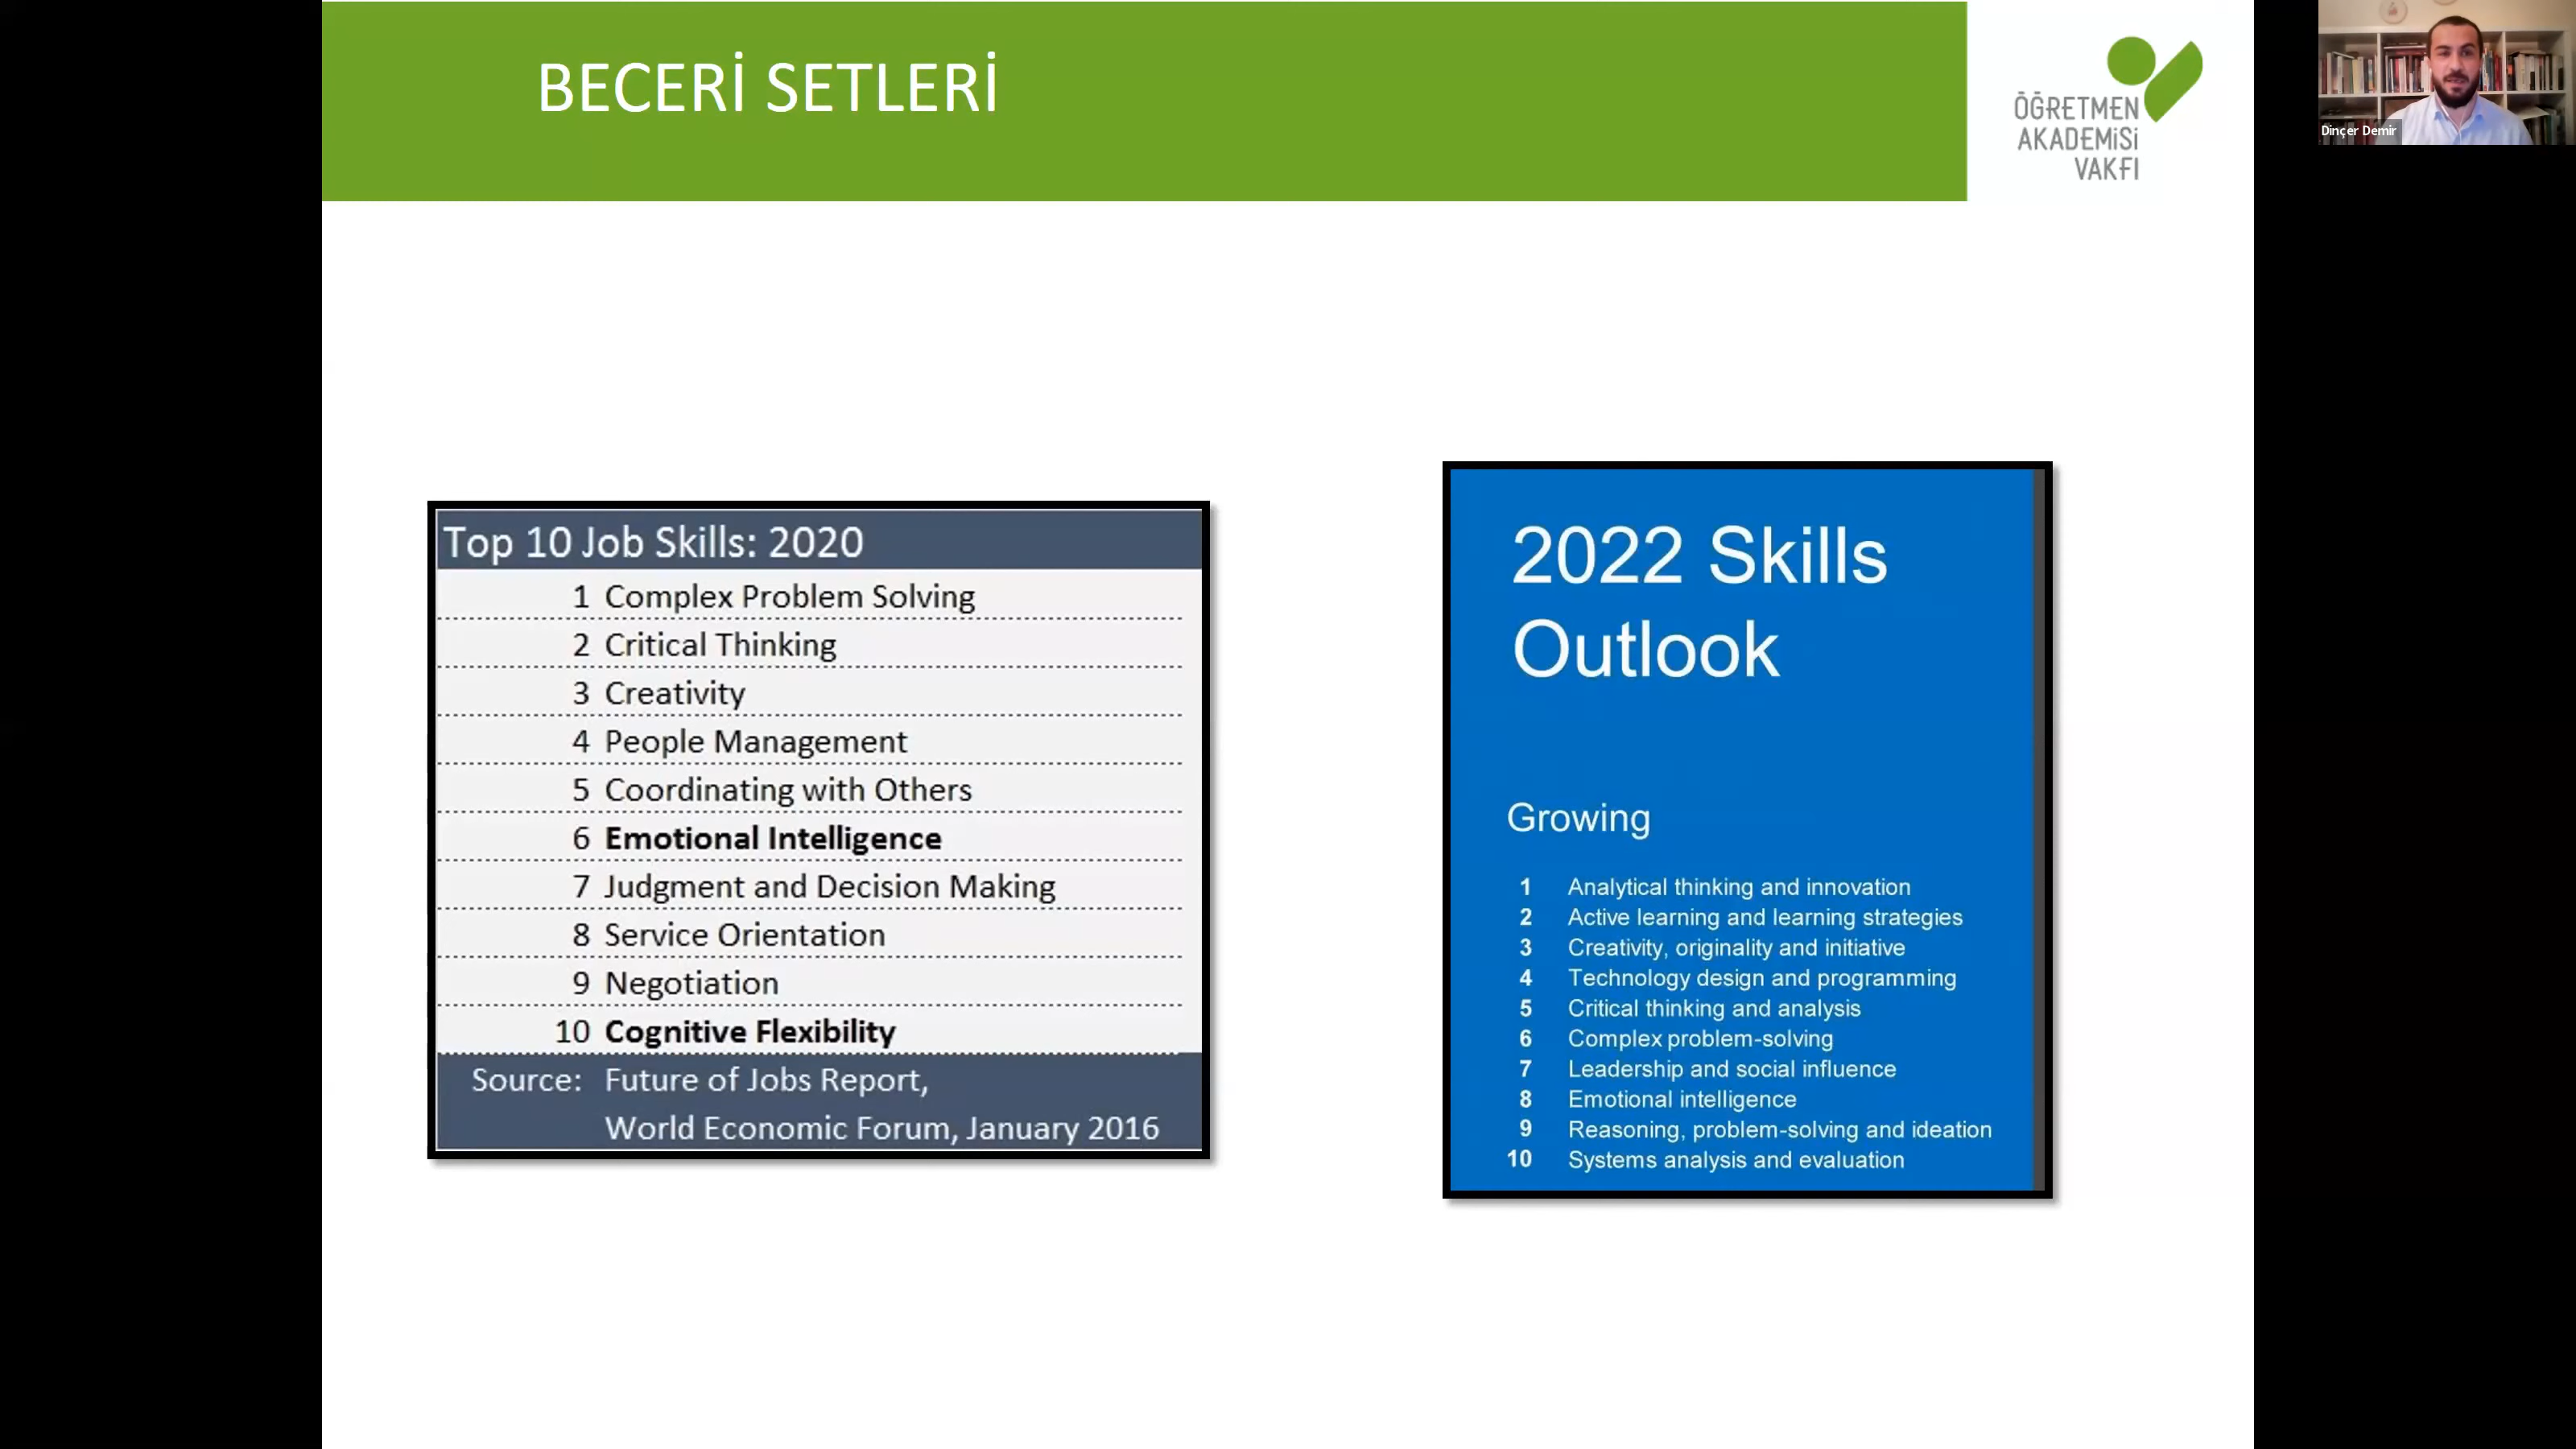 BECERİ SETLERİ
ÖĞRETMEN
AKADEMİSİ
VAKFI
Dinçer Demir
Top 10 Job Skills: 2020
1 Complex Problem Solving
2 Critical Thinking
3 Creativity
4 People Management
5 Coordinating with Others
6 Emotional Intelligence
7 Judgment and Decision Making
8 Service Orientation
9 Negotiation
10 Cognitive Flexibility
Source: Future of Jobs Report,
World Economic Forum, January 2016
2022 Skills
Outlook
Growing
1 Analytical thinking and innovation
2 Active learning and learning strategies
3 Creativity, originality and initiative
4 Technology design and programming
5 Critical thinking and analysis
6 Complex problem-solving
7 Leadership and social influence
8 Emotional intelligence
9 Reasoning, problem-solving and ideation
10 Systems analysis and evaluation